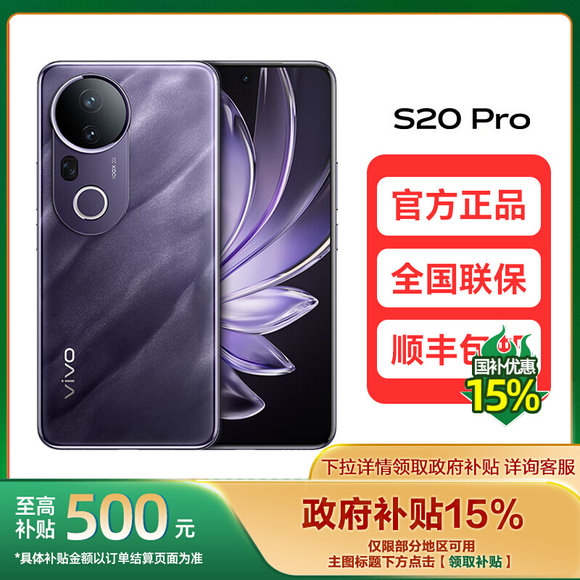 S20 Pro
官方正品
全国联保
顺丰包
国补优惠
15%
100X
vivo
下拉详情领取政府补贴 详询客服
至高
补贴
500元
*具体补贴金额以订单结算页面为准
政府补贴15%
仅限部分地区可用
主图标题下方点击【领取补贴】